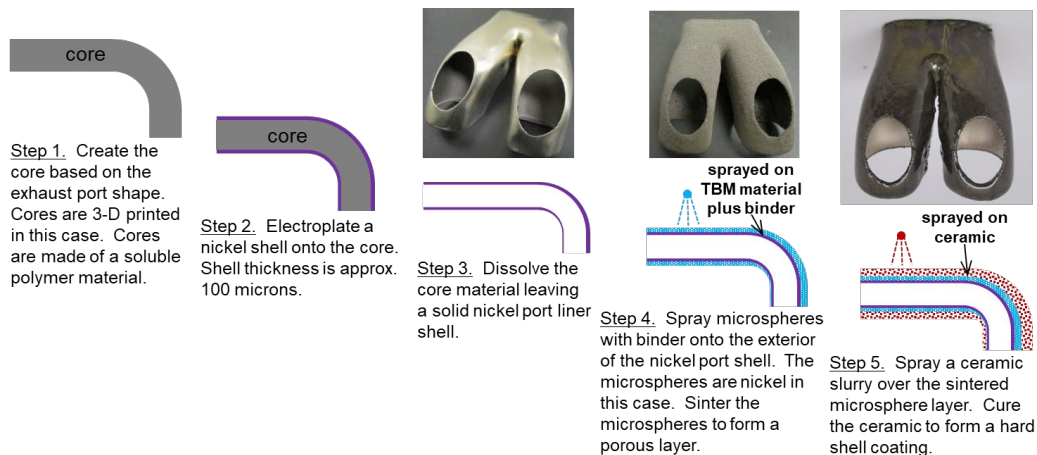 core
Step 1. Create the
core based on the
exhaust port shape.
Cores are 3-D printed
in this case. Cores
are made of a soluble
polymer material.
core
Step 2. Electroplate a
nickel shell onto the core.
Shell thickness is approx.
100 microns.
Step 3. Dissolve the
core material leaving
a solid nickel port liner
shell.
sprayed on
TBM material
plus binder
Step 4. Spray microspheres
with binder onto the exterior
of the nickel port shell. The
microspheres are nickel in
this case. Sinter the
microspheres to form a
porous layer.
sprayed on
ceramic
Step 5. Spray a ceramic
slurry over the sintered
microsphere layer. Cure
the ceramic to form a hard
shell coating.